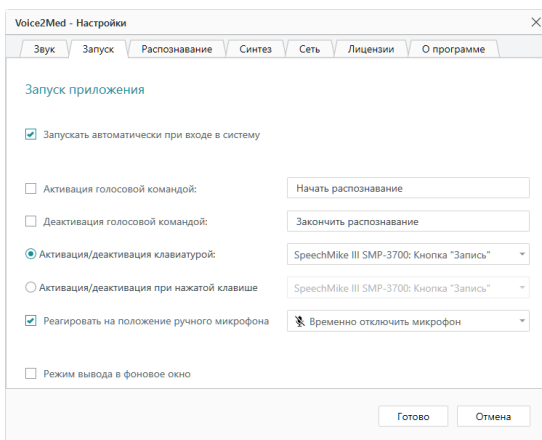 Voice2Med - Настройки
Звук Запуск Распознавание Синтез Сеть Лицензии О программе
Запуск приложения
Запускать автоматически при входе в систему
Активация голосовой командой: Начать распознавание
Деактивация голосовой командой: Закончить распознавание
Активация/деактивация клавиатурой: SpeechMike III SMP-3700: Кнопка "Запись"
Активация/деактивация при нажатой клавише SpeechMike III SMP-3700: Кнопка "Запись"
Реагировать на положение ручного микрофона Временно отключить микрофон
Режим вывода в фоновое окно
Готово Отмена